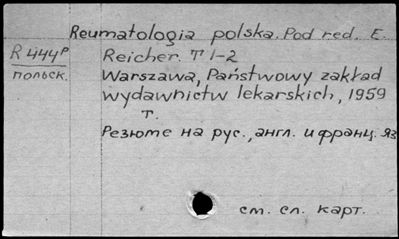 Reumatologia polska. Pod red. E.
R 444р Reicher. T 1-2
польск. Warszawa, Państwowy zakład
wydawnictw lekarskich, 1959
т.
Резюме на рус., англ. и франц. яз
см. сл. карт.